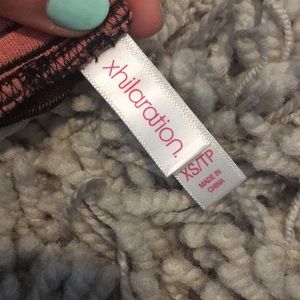 xhilaration.
XS/TP
MADE IN
CHINA